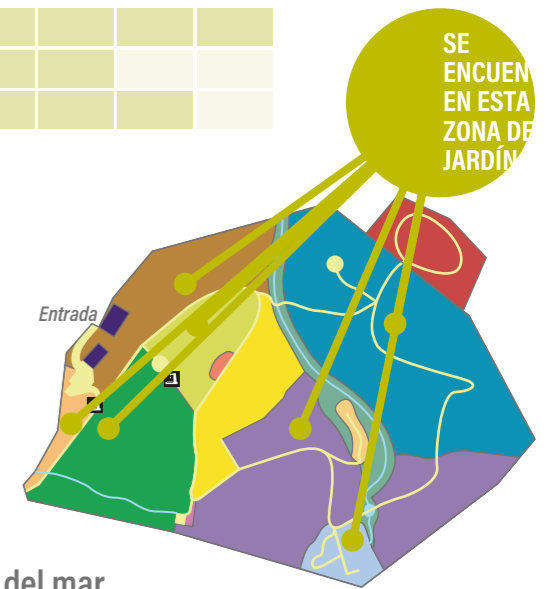 SE
ENCUEN
EN ESTA
ZONA DE
JARDÍN
Entrada
del mar